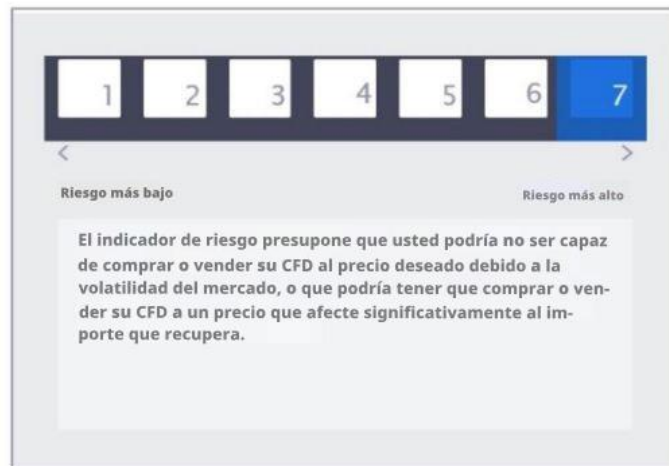 1 2 3 4 5 6 7
< >
Riesgo más bajo Riesgo más alto
El indicador de riesgo presupone que usted podría no ser capaz
de comprar o vender su CFD al precio deseado debido a la
volatilidad del mercado, o que podría tener que comprar o ven-
der su CFD a un precio que afecte significativamente al im-
porte que recupera.